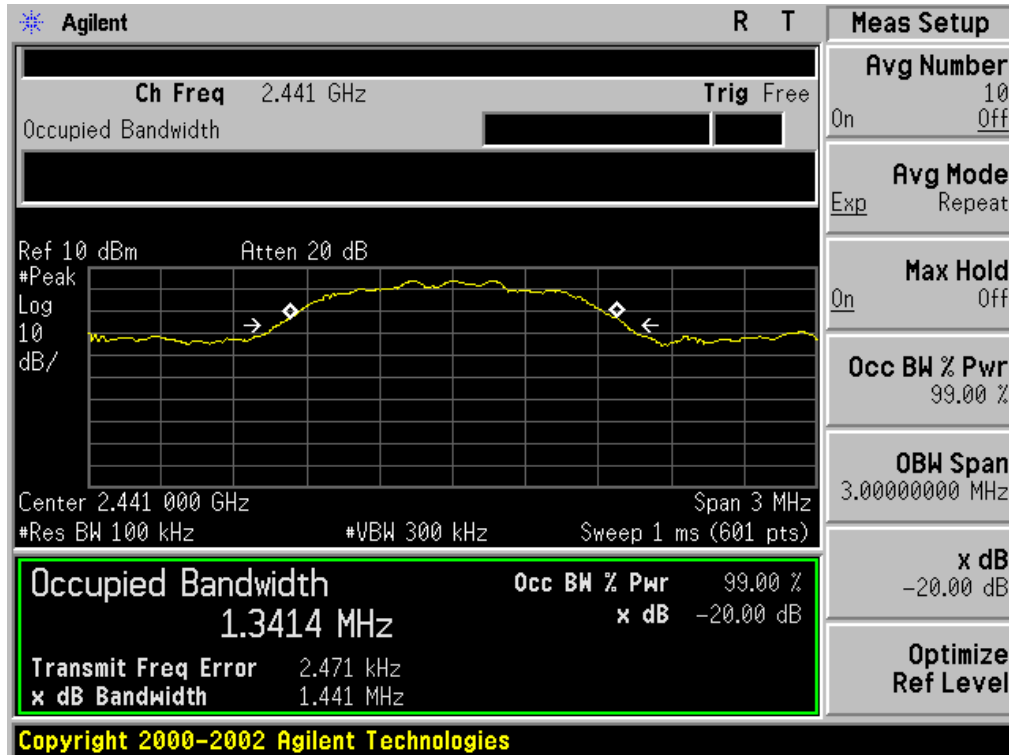 Agilent R T
Meas Setup
Ch Freq 2.441 GHz Trig Free
Occupied Bandwidth
Avg Number
10
On Off
Avg Mode
Exp Repeat
Max Hold
On Off
Occ BW % Pwr
99.00 %
OBW Span
3.00000000 MHz
x dB
-20.00 dB
Optimize
Ref Level
Ref 10 dBm Atten 20 dB
#Peak
Log
10
dB/
Center 2.441 000 GHz Span 3 MHz
#Res BW 100 kHz #VBW 300 kHz Sweep 1 ms (601 pts)
Occupied Bandwidth Occ BW % Pwr 99.00 %
1.3414 MHz x dB -20.00 dB
Transmit Freq Error 2.471 kHz
x dB Bandwidth 1.441 MHz
Copyright 2000-2002 Agilent Technologies